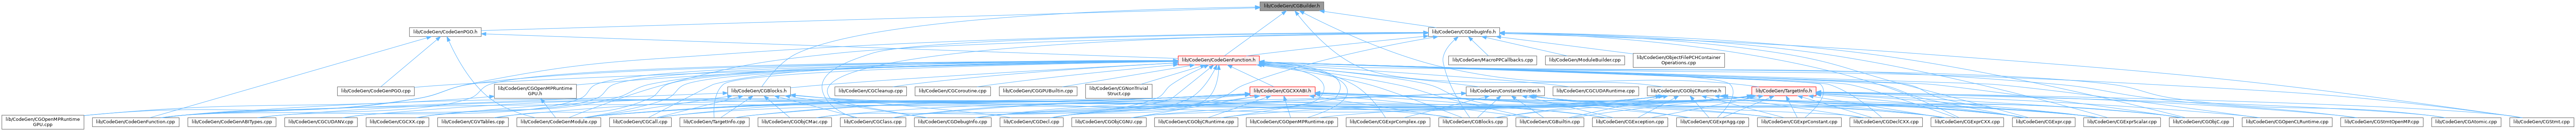 lib/CodeGen/CGBuilder.h
lib/CodeGen/CodeGenPGO.h
lib/CodeGen/CGDebugInfo.h
lib/CodeGen/CodeGenFunction.h
lib/CodeGen/MacroPPCallbacks.cpp
lib/CodeGen/ModuleBuilder.cpp
lib/CodeGen/ObjectFilePCHContainer
Operations.cpp
lib/CodeGen/CodeGenPGO.cpp
lib/CodeGen/CGOpenMPRuntime
GPU.h
lib/CodeGen/CGBlocks.h
lib/CodeGen/CGCleanup.cpp
lib/CodeGen/CGCoroutine.cpp
lib/CodeGen/CGGPUBuiltin.cpp
lib/CodeGen/CGNonTrivial
Struct.cpp
lib/CodeGen/CGCXXABI.h
lib/CodeGen/ConstantEmitter.h
lib/CodeGen/CGCUDARuntime.cpp
lib/CodeGen/CGObjCRuntime.h
lib/CodeGen/TargetInfo.h
lib/CodeGen/CGOpenMPRuntime
GPU.cpp
lib/CodeGen/CodeGenFunction.cpp
lib/CodeGen/CodeGenABITypes.cpp
lib/CodeGen/CGCUDANV.cpp
lib/CodeGen/CGCXX.cpp
lib/CodeGen/CGVTables.cpp
lib/CodeGen/CodeGenModule.cpp
lib/CodeGen/CGCall.cpp
lib/CodeGen/TargetInfo.cpp
lib/CodeGen/CGObjCMac.cpp
lib/CodeGen/CGClass.cpp
lib/CodeGen/CGDebugInfo.cpp
lib/CodeGen/CGDecl.cpp
lib/CodeGen/CGObjCGNU.cpp
lib/CodeGen/CGObjCRuntime.cpp
lib/CodeGen/CGOpenMPRuntime.cpp
lib/CodeGen/CGExprComplex.cpp
lib/CodeGen/CGBlocks.cpp
lib/CodeGen/CGBuiltin.cpp
lib/CodeGen/CGException.cpp
lib/CodeGen/CGExprAgg.cpp
lib/CodeGen/CGExprConstant.cpp
lib/CodeGen/CGDeclCXX.cpp
lib/CodeGen/CGExprCXX.cpp
lib/CodeGen/CGExpr.cpp
lib/CodeGen/CGExprScalar.cpp
lib/CodeGen/CGObjC.cpp
lib/CodeGen/CGOpenCLRuntime.cpp
lib/CodeGen/CGStmtOpenMP.cpp
lib/CodeGen/CGAtomic.cpp
lib/CodeGen/CGStmt.cpp